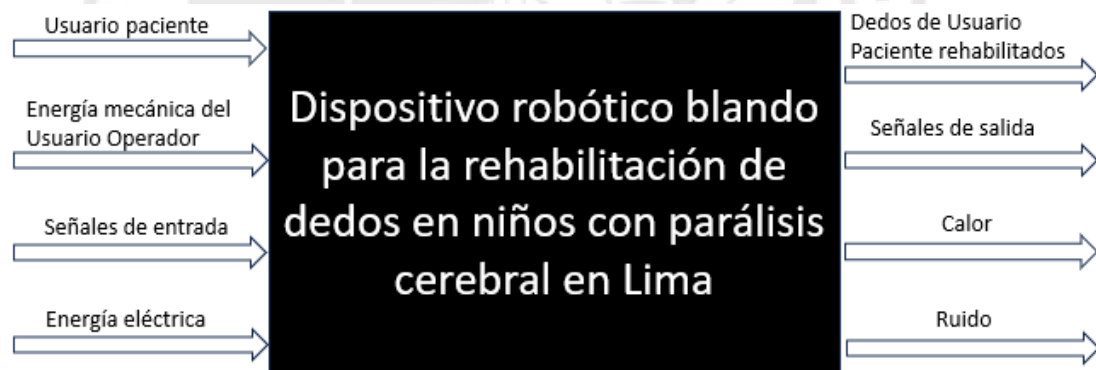 Usuario paciente
Energía mecánica del
Usuario Operador
Señales de entrada
Energía eléctrica
Dispositivo robótico blando
para la rehabilitación de
dedos en niños con parálisis
cerebral en Lima
Dedos de Usuario
Paciente rehabilitados
Señales de salida
Calor
Ruido